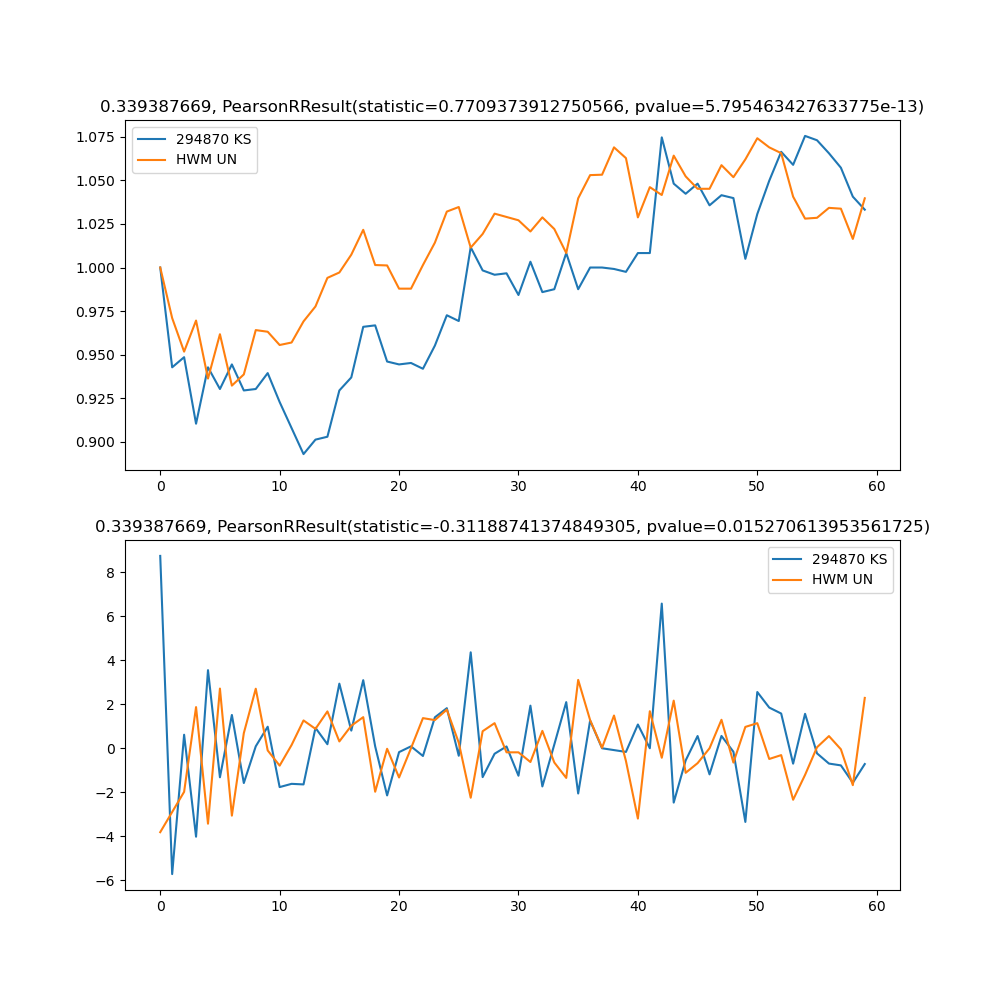 0.339387669, PearsonRResult(statistic=0.7709373912750566, pvalue=5.795463427633775e-13)
294870 KS
HWM UN
1.075
1.050
1.025
1.000
0.975
0.950
0.925
0.900
0 10 20 30 40 50 60
0.339387669, PearsonRResult(statistic=-0.31188741374849305, pvalue=0.015270613953561725)
294870 KS
HWM UN
8
6
4
2
0
−2
−4
−6
0 10 20 30 40 50 60